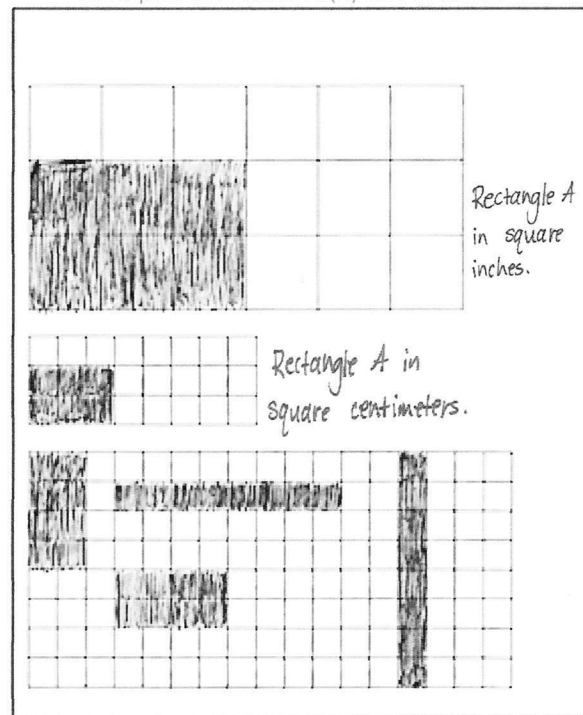 Rectangle A
in square
inches.
Rectangle A in
square centimeters.